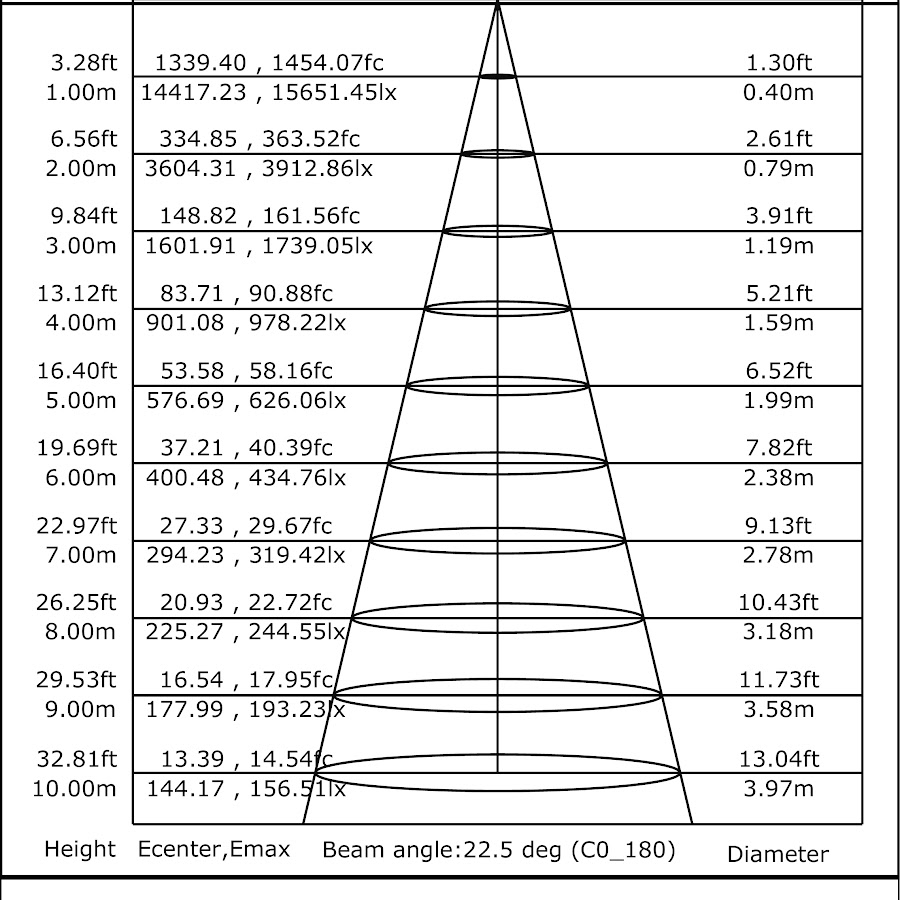 3.28ft 1339.40 , 1454.07fc 1.30ft
1.00m 14417.23 , 15651.45lx 0.40m
6.56ft 334.85 , 363.52fc 2.61ft
2.00m 3604.31 , 3912.86lx 0.79m
9.84ft 148.82 , 161.56fc 3.91ft
3.00m 1601.91 , 1739.05lx 1.19m
13.12ft 83.71 , 90.88fc 5.21ft
4.00m 901.08 , 978.22lx 1.59m
16.40ft 53.58 , 58.16fc 6.52ft
5.00m 576.69 , 626.06lx 1.99m
19.69ft 37.21 , 40.39fc 7.82ft
6.00m 400.48 , 434.76lx 2.38m
22.97ft 27.33 , 29.67fc 9.13ft
7.00m 294.23 , 319.42lx 2.78m
26.25ft 20.93 , 22.72fc 10.43ft
8.00m 225.27 , 244.55lx 3.18m
29.53ft 16.54 , 17.95fc 11.73ft
9.00m 177.99 , 193.23lx 3.58m
32.81ft 13.39 , 14.54fc 13.04ft
10.00m 144.17 , 156.51lx 3.97m
Height Ecenter,Emax Beam angle:22.5 deg (C0_180) Diameter